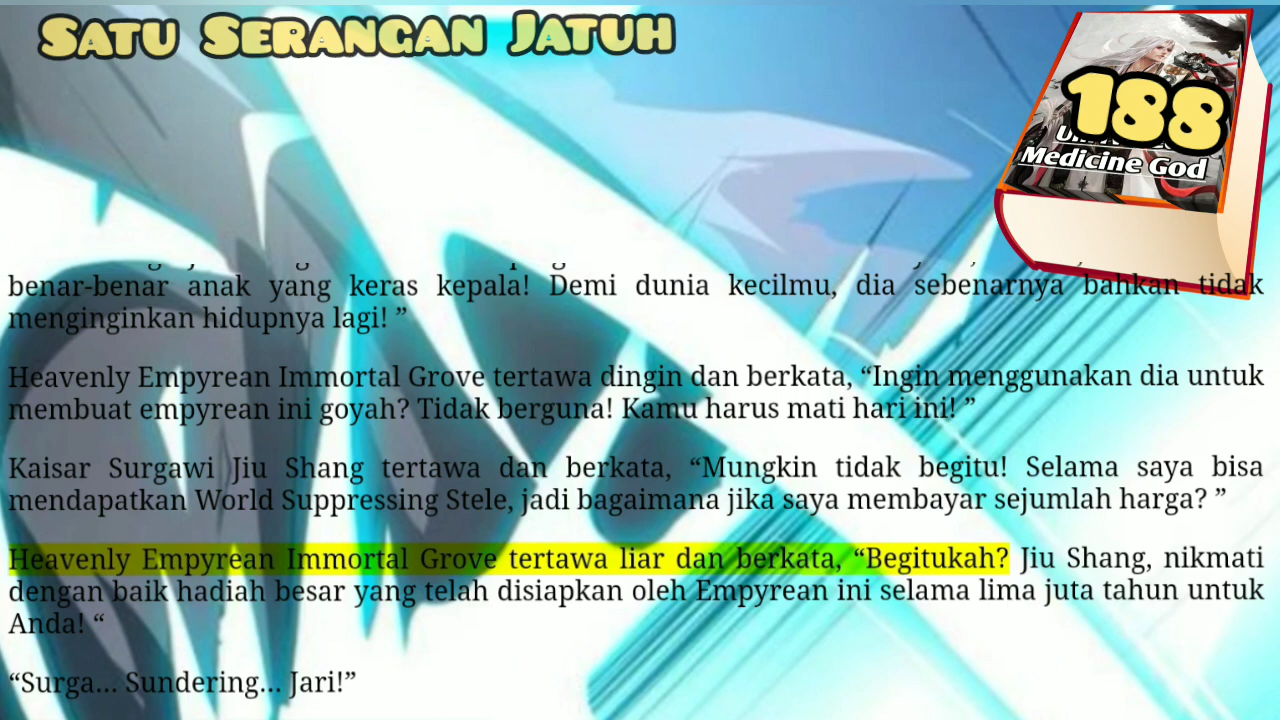 Satu Serangan Jatuh
188
Medicine God
benar-benar anak yang keras kepala! Demi dunia kecilmu, dia sebenarnya bahkan tidak
menginginkan hidupnya lagi! ”
Heavenly Empyrean Immortal Grove tertawa dingin dan berkata, “Ingin menggunakan dia untuk
membuat empyrean ini goyah? Tidak berguna! Kamu harus mati hari ini! ”
Kaisar Surgawi Jiu Shang tertawa dan berkata, “Mungkin tidak begitu! Selama saya bisa
mendapatkan World Suppressing Stele, jadi bagaimana jika saya membayar sejumlah harga? ”
Heavenly Empyrean Immortal Grove tertawa liar dan berkata, “Begitukah? Jiu Shang, nikmati
dengan baik hadiah besar yang telah disiapkan oleh Empyrean ini selama lima juta tahun untuk
Anda! “
“Surga… Sundering… Jari!”